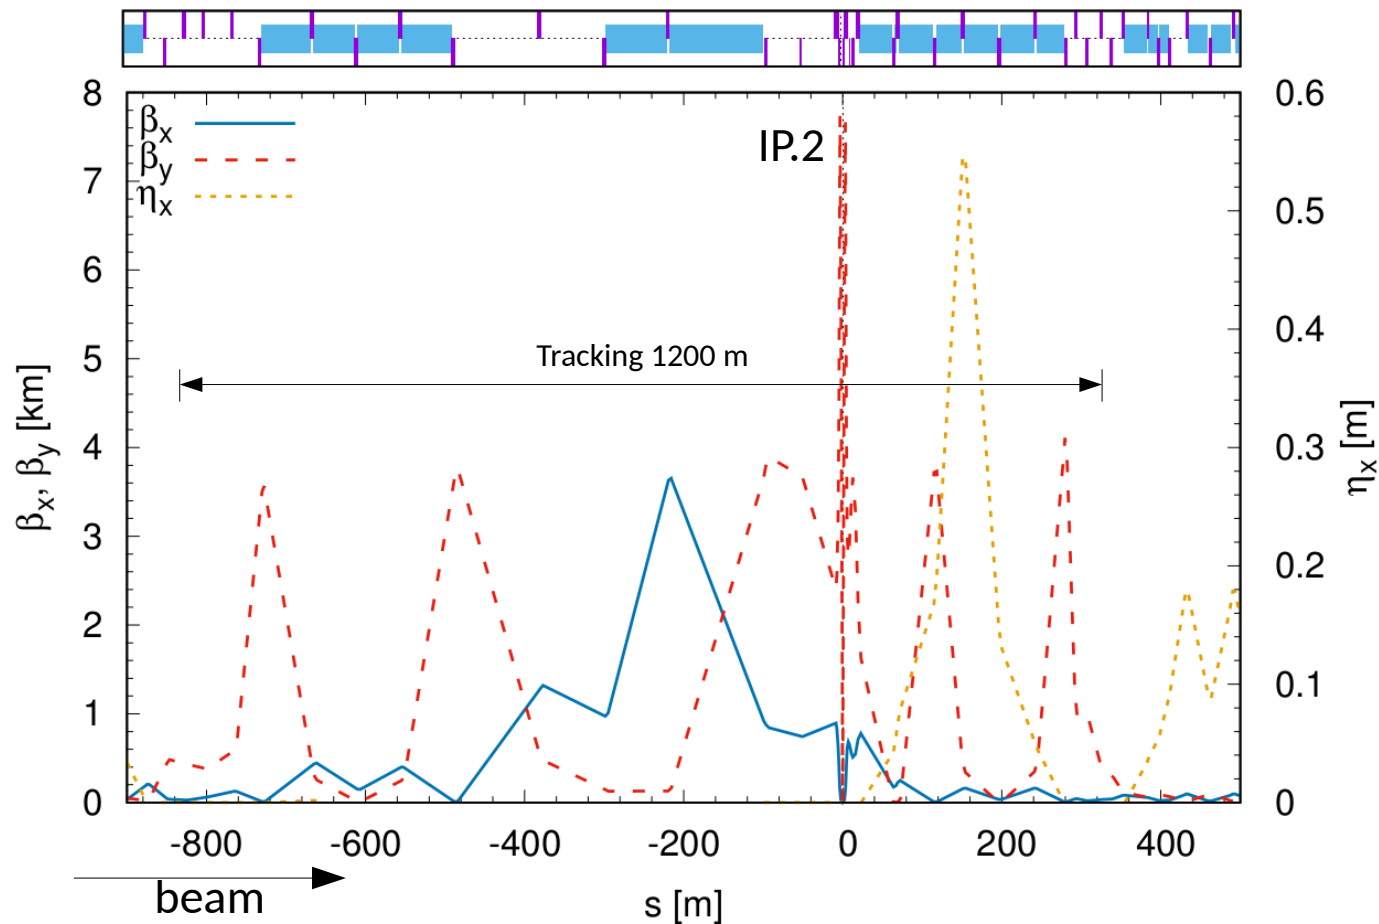 8
7
6
5
4
3
2
1
0
0.6
0.5
0.4
0.3
0.2
0.1
0
βx
βy
ηx
IP.2
Tracking 1200 m
βx, βy [km]
ηx [m]
-800 -600 -400 -200 0 200 400
beam
s [m]